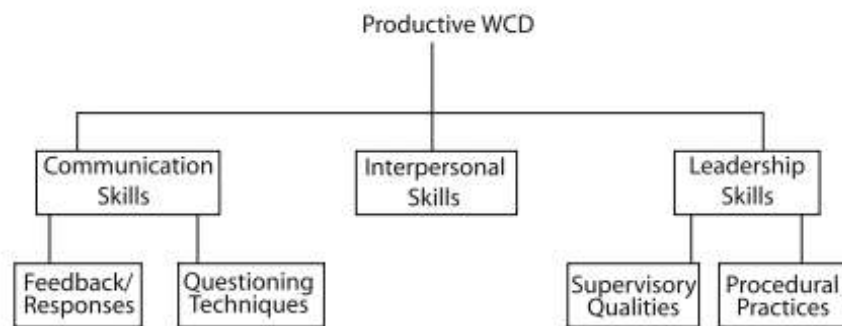 Productive WCD
Communication
Skills
Interpersonal
Skills
Leadership
Skills
Feedback/
Responses
Questioning
Techniques
Supervisory
Qualities
Procedural
Practices